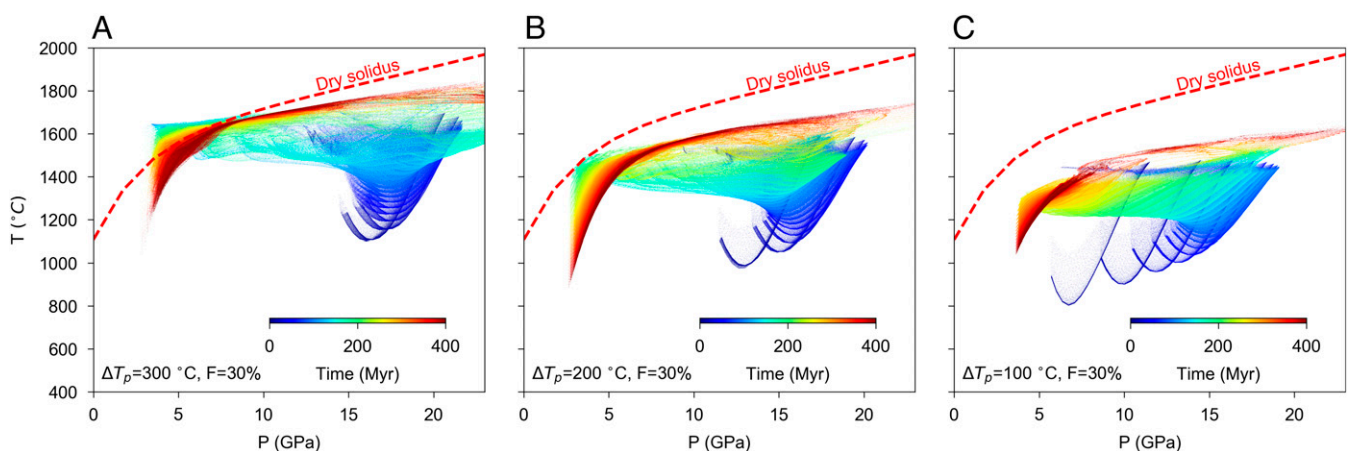 A
B
C
2000
1800
1600
1400
1200
1000
800
600
400
T (°C)
Dry solidus
Dry solidus
Dry solidus
0 200 400
0 200 400
0 200 400
ΔTp=300 °C, F=30% Time (Myr)
ΔTp=200 °C, F=30% Time (Myr)
ΔTp=100 °C, F=30% Time (Myr)
0 5 10 15 20
0 5 10 15 20
0 5 10 15 20
P (GPa)
P (GPa)
P (GPa)